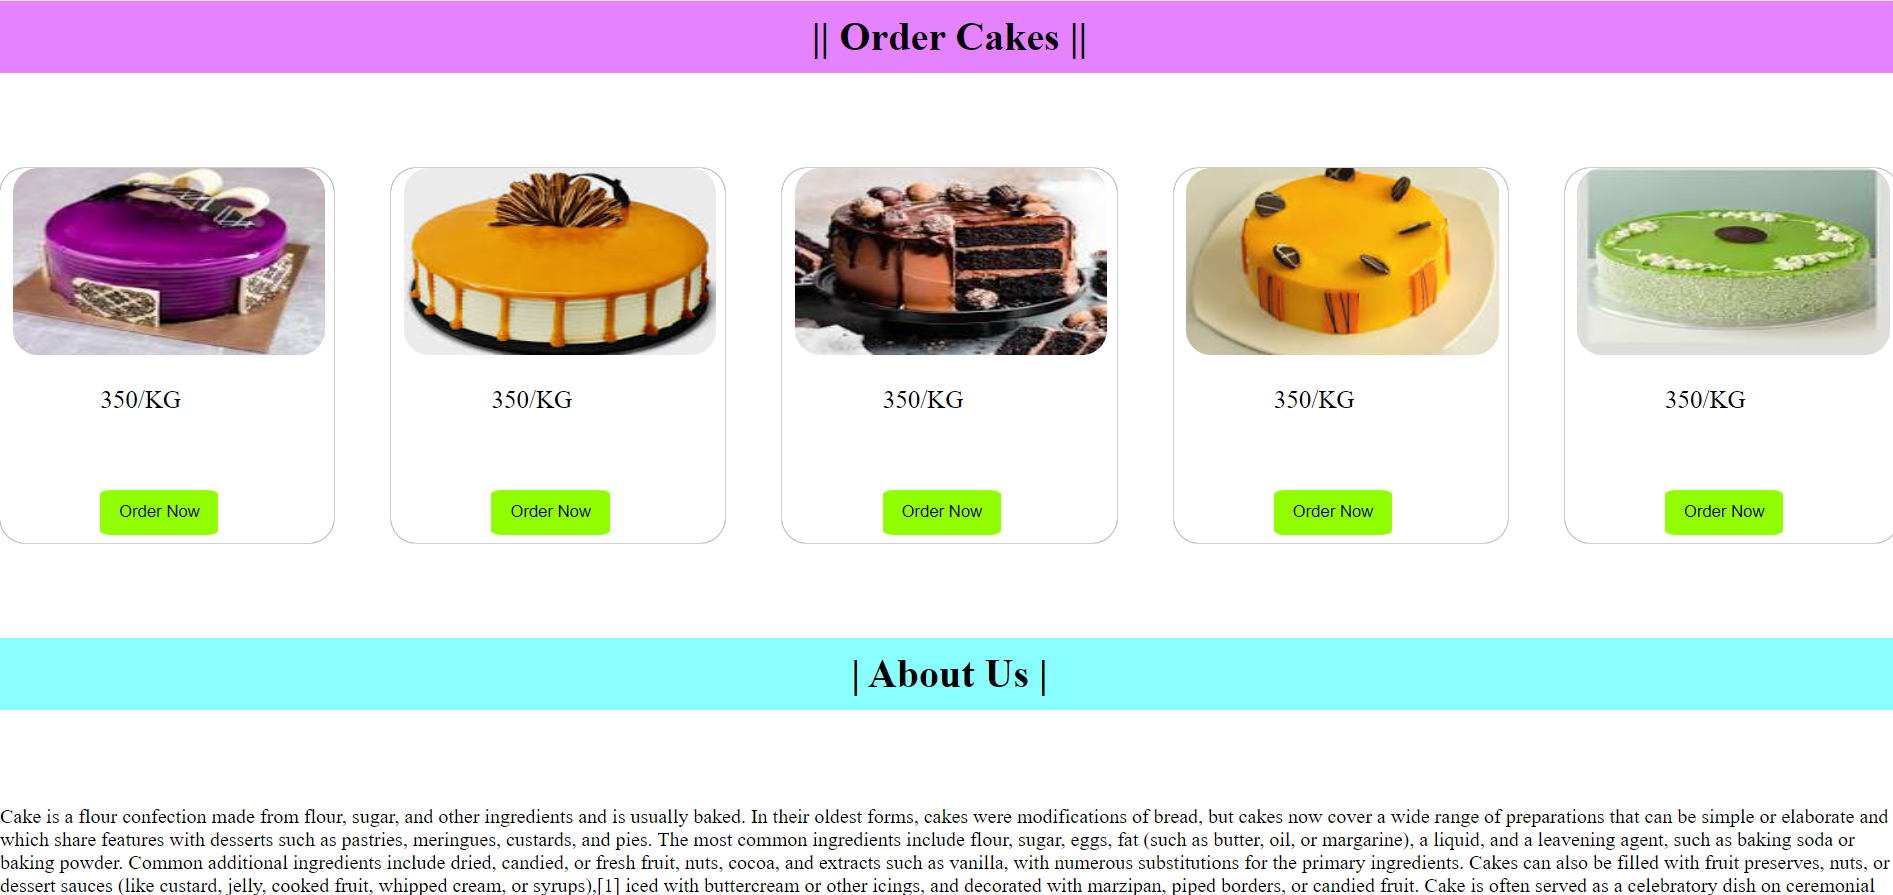 || Order Cakes ||
350/KG
350/KG
350/KG
350/KG
350/KG
Order Now
Order Now
Order Now
Order Now
Order Now
| About Us |
Cake is a flour confection made from flour, sugar, and other ingredients and is usually baked. In their oldest forms, cakes were modifications of bread, but cakes now cover a wide range of preparations that can be simple or elaborate and
which share features with desserts such as pastries, meringues, custards, and pies. The most common ingredients include flour, sugar, eggs, fat (such as butter, oil, or margarine), a liquid, and a leavening agent, such as baking soda or
baking powder. Common additional ingredients include dried, candied, or fresh fruit, nuts, cocoa, and extracts such as vanilla, with numerous substitutions for the primary ingredients. Cakes can also be filled with fruit preserves, nuts, or
dessert sauces (like custard, jelly, cooked fruit, whipped cream, or syrups),[1] iced with buttercream or other icings, and decorated with marzipan, piped borders, or candied fruit. Cake is often served as a celebratory dish on ceremonial